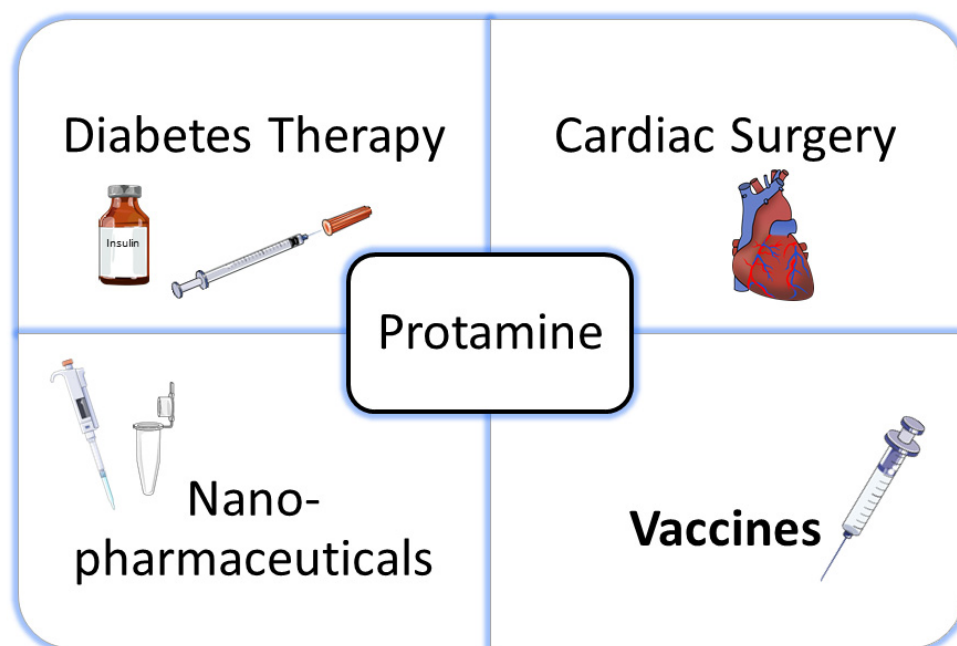 Diabetes Therapy
Cardiac Surgery
Insulin
Protamine
Nano-
pharmaceuticals
Vaccines